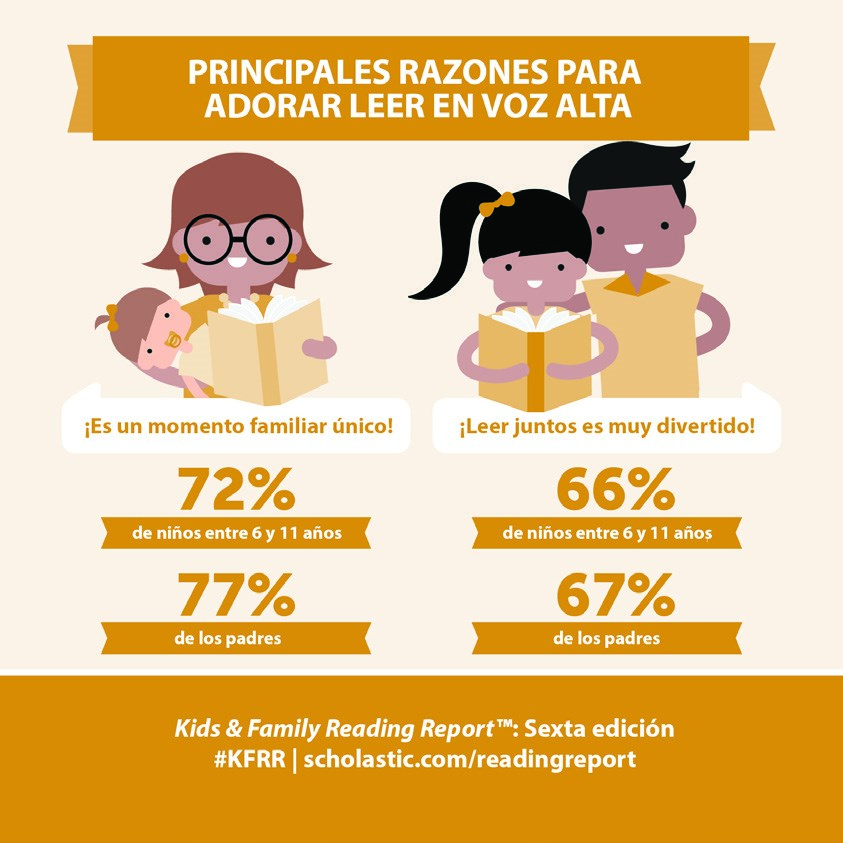 PRINCIPALES RAZONES PARA
ADORAR LEER EN VOZ ALTA
¡Es un momento familiar único!
72%
de niños entre 6 y 11 años
77%
de los padres
¡Leer juntos es muy divertido!
66%
de niños entre 6 y 11 años
67%
de los padres
Kids & Family Reading Report™: Sexta edición
#KFRR | scholastic.com/readingreport